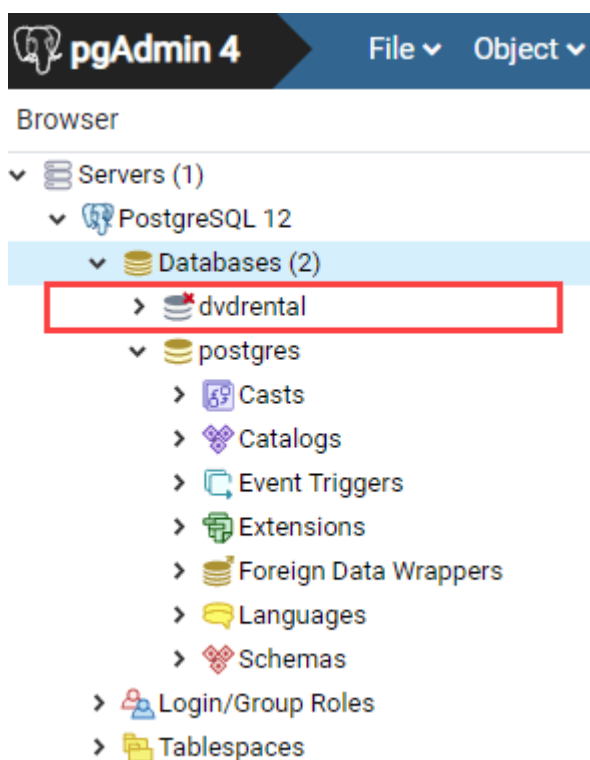 pgAdmin 4 File Object
Browser
Servers (1)
PostgreSQL 12
Databases (2)
dvdrental
postgres
Casts
Catalogs
Event Triggers
Extensions
Foreign Data Wrappers
Languages
Schemas
Login/Group Roles
Tablespaces